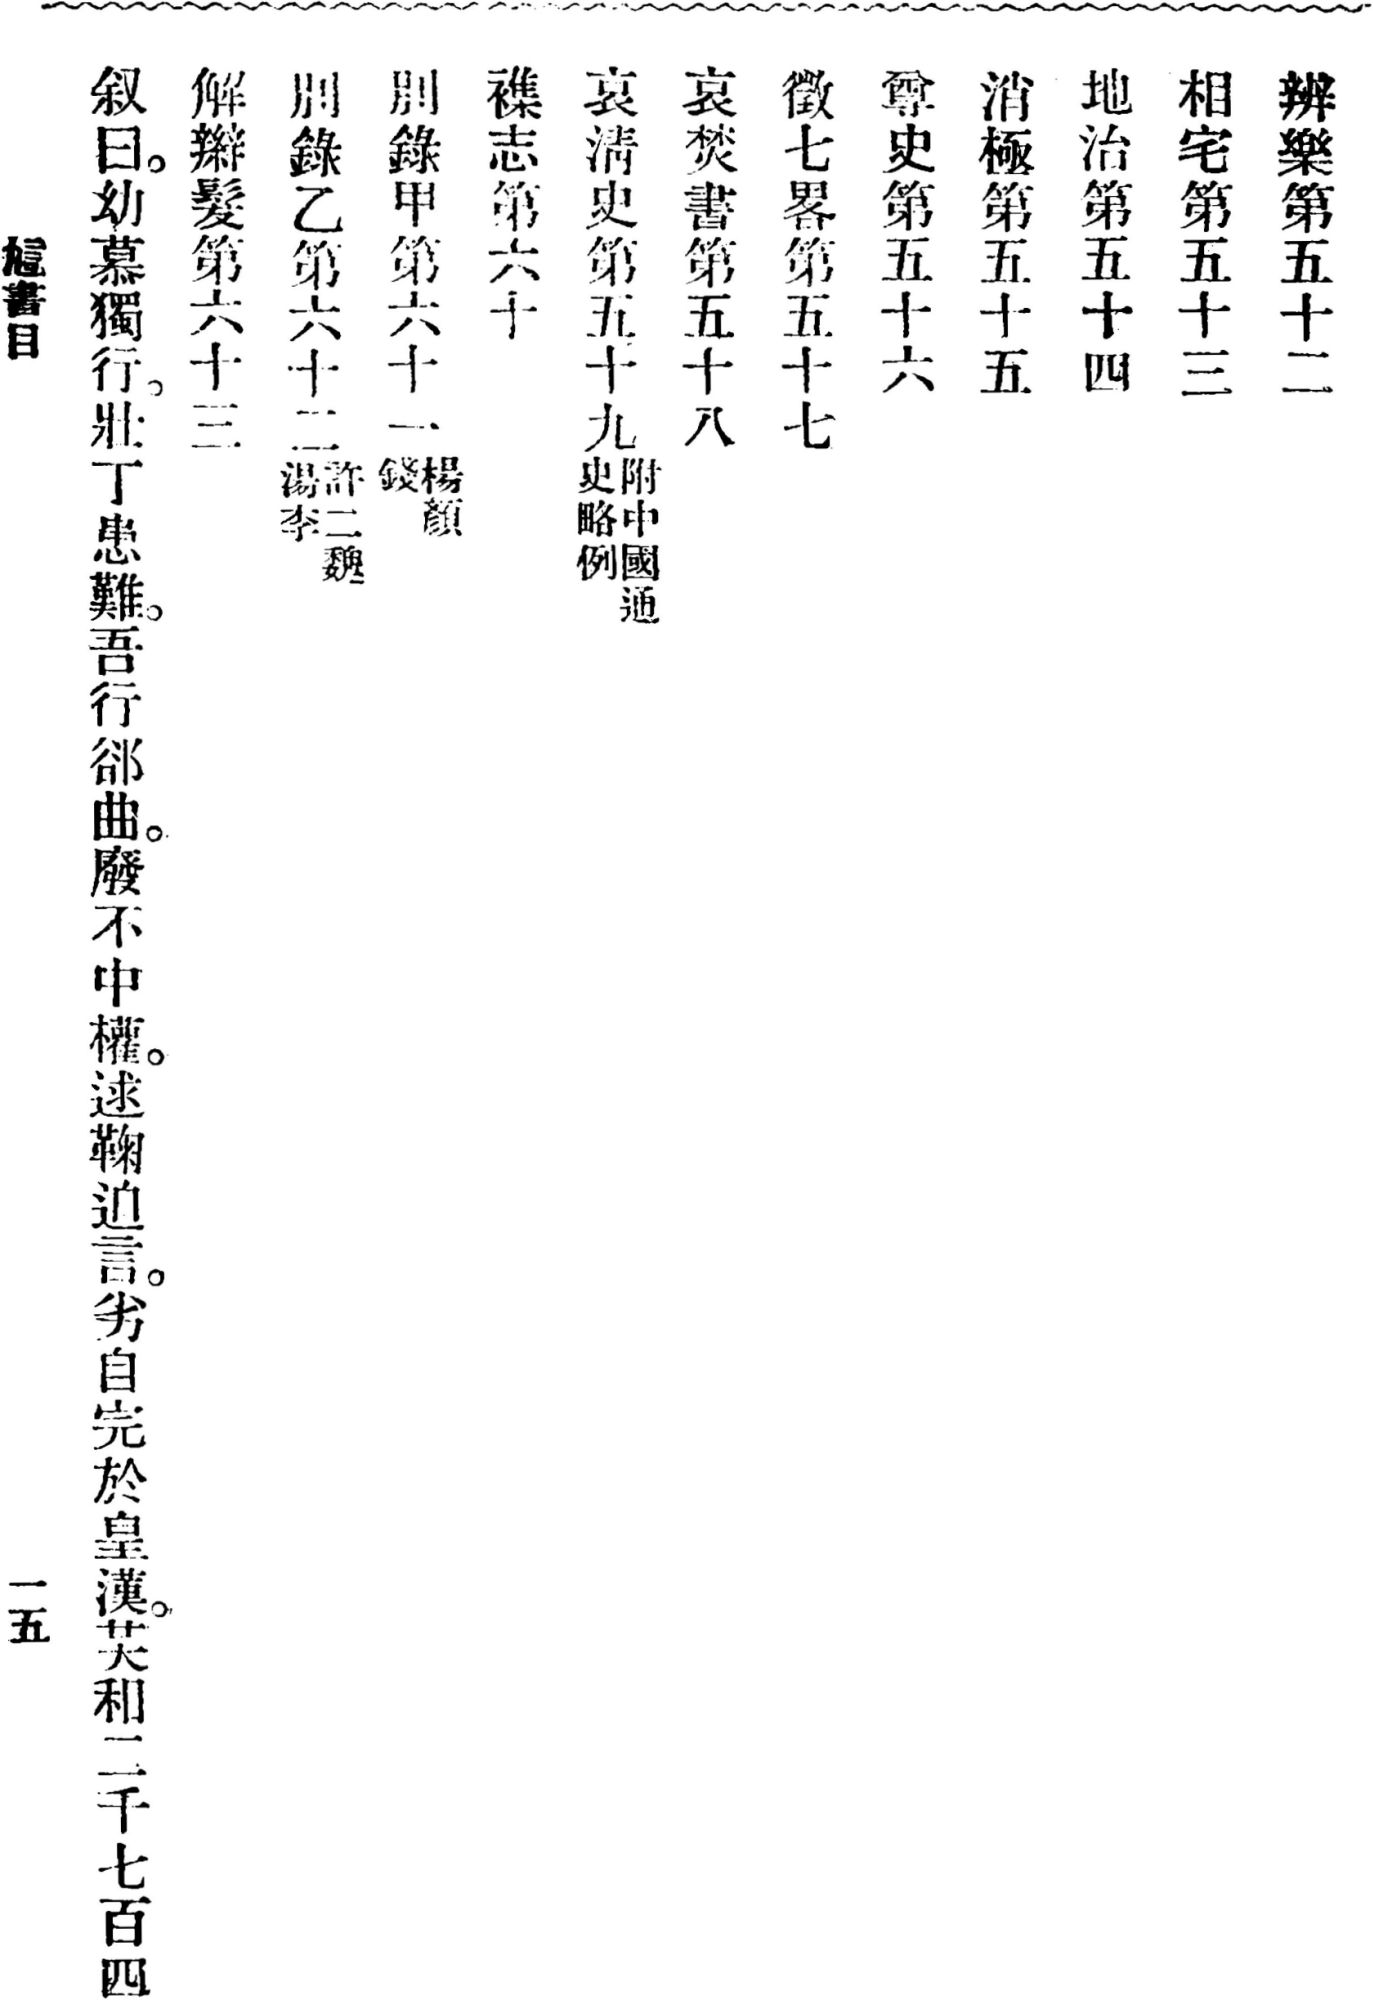 辨樂第五十二
相宅第五十三
地治第五十四
消極第五十五
尊史第五十六
徵七畧第五十七
哀焚書第五十八
哀清史第五十九附中國通史略例
襍志第六十
別錄甲第六十一楊顏錢
別錄乙第六十二許二魏湯李
解辮髮第六十三
叙曰。幼慕獨行。壯丁患難。吾行郤曲。廢不中權。逑鞠迫言。劣自完於皇漢。共和二千七百四
訄書目
一五